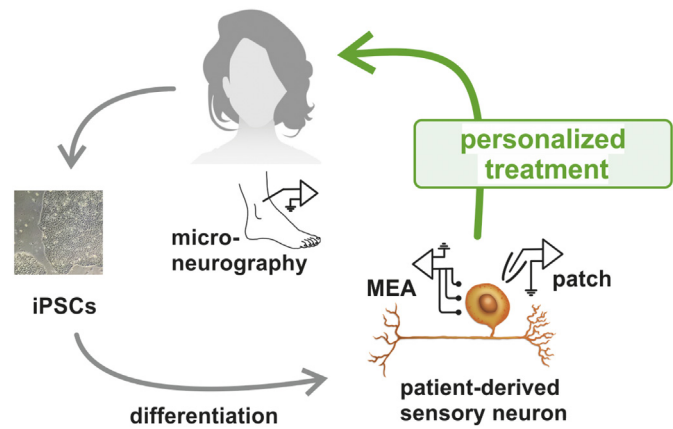 personalized
treatment
micro-
neurography
MEA
patch
iPSCs
patient-derived
sensory neuron
differentiation